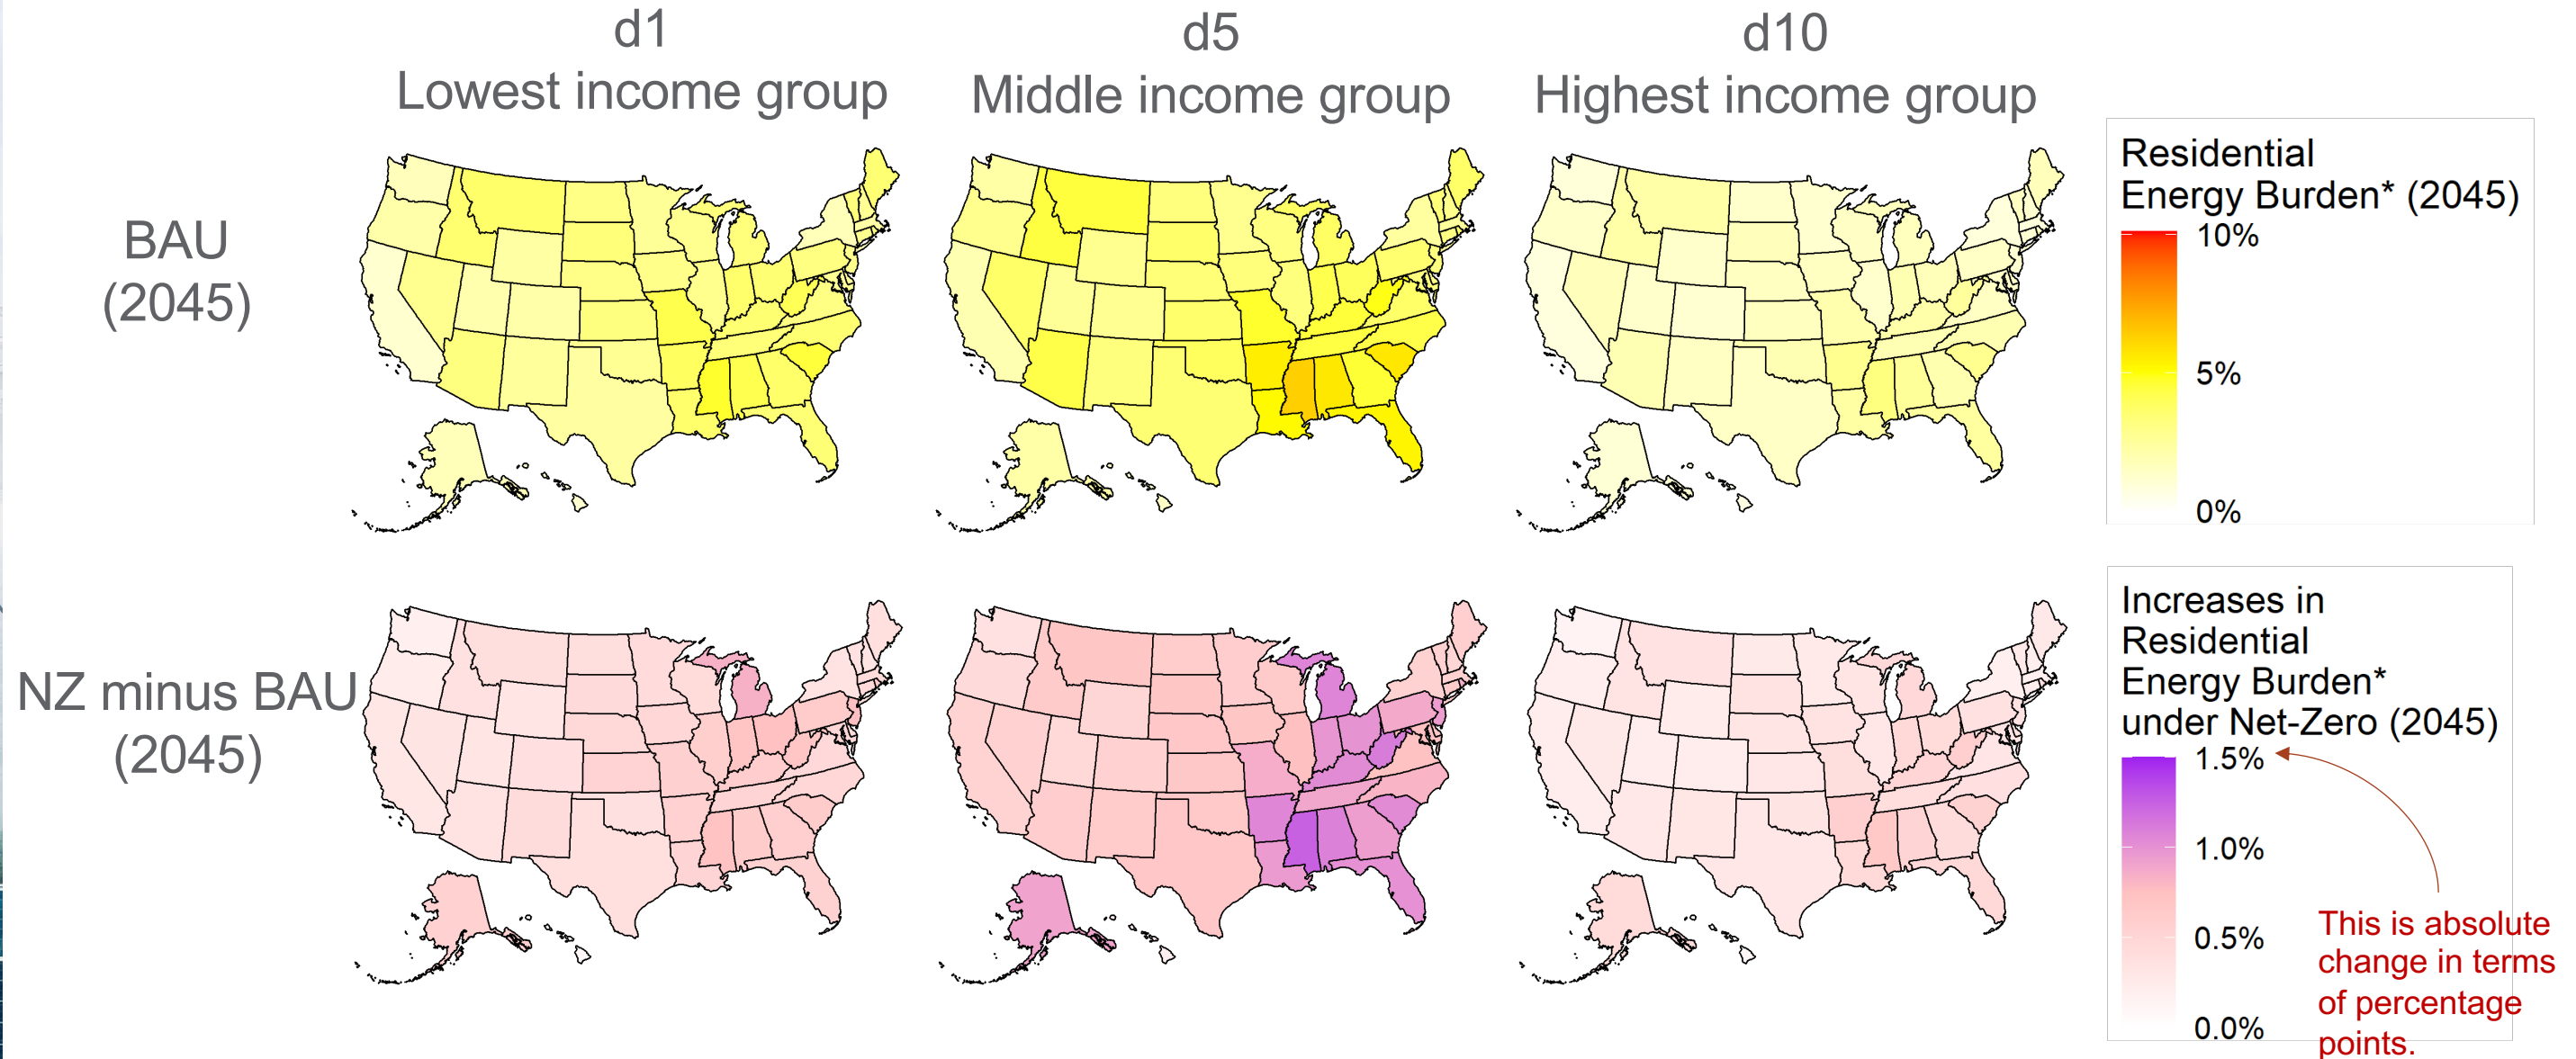 d1
Lowest income group
d5
Middle income group
d10
Highest income group
BAU
(2045)
Residential
Energy Burden* (2045)
10%
5%
0%
NZ minus BAU
(2045)
Increases in
Residential
Energy Burden*
under Net-Zero (2045)
1.5%
1.0%
0.5%
0.0%
This is absolute
change in terms
of percentage
points.